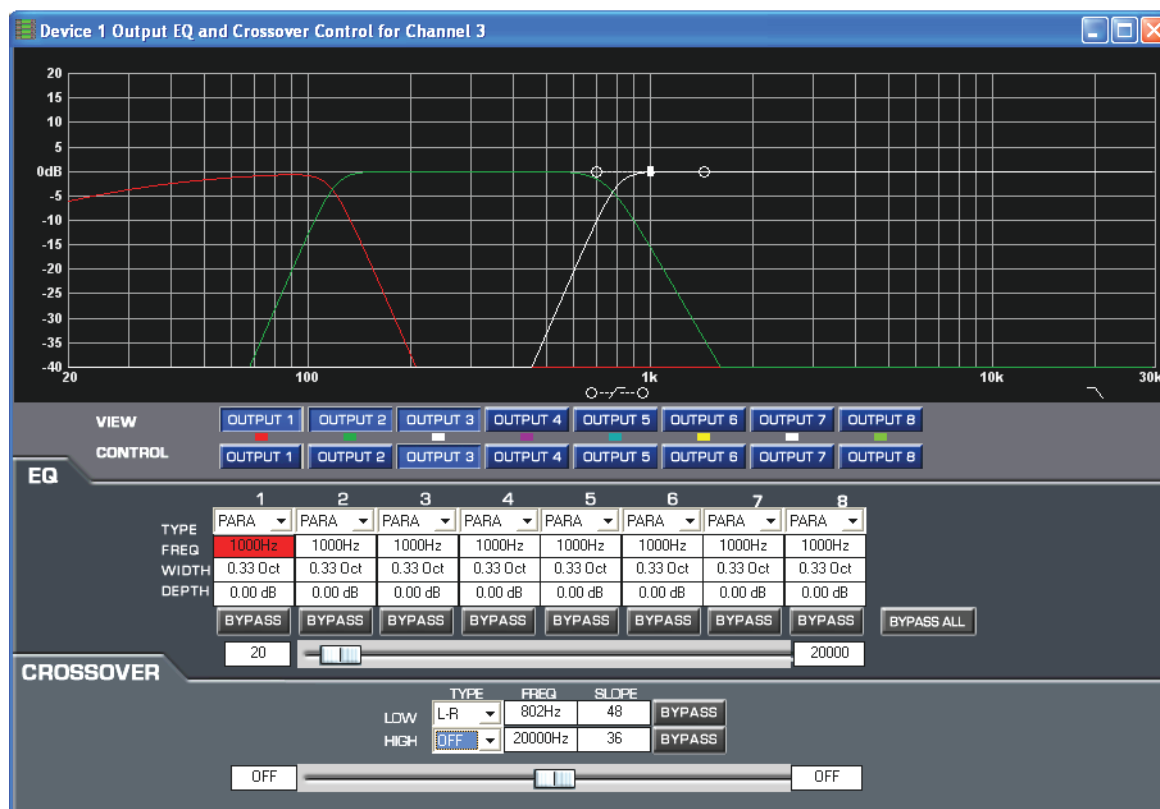 Device 1 Output EQ and Crossover Control for Channel 3
20
15
10
5
0dB
-5
-10
-15
-20
-25
-30
-35
-40
20 100 1k 10k 30k
VIEW OUTPUT 1 OUTPUT 2 OUTPUT 3 OUTPUT 4 OUTPUT 5 OUTPUT 6 OUTPUT 7 OUTPUT 8
CONTROL OUTPUT 1 OUTPUT 2 OUTPUT 3 OUTPUT 4 OUTPUT 5 OUTPUT 6 OUTPUT 7 OUTPUT 8
EQ
1 2 3 4 5 6 7 8
TYPE PARA PARA PARA PARA PARA PARA PARA PARA
FREQ 1000Hz 1000Hz 1000Hz 1000Hz 1000Hz 1000Hz 1000Hz 1000Hz
WIDTH 0.33 Oct 0.33 Oct 0.33 Oct 0.33 Oct 0.33 Oct 0.33 Oct 0.33 Oct 0.33 Oct
DEPTH 0.00 dB 0.00 dB 0.00 dB 0.00 dB 0.00 dB 0.00 dB 0.00 dB 0.00 dB
BYPASS BYPASS BYPASS BYPASS BYPASS BYPASS BYPASS BYPASS BYPASS ALL
20 20000
CROSSOVER
TYPE FREQ SLOPE
LOW L-R 802Hz 48 BYPASS
HIGH OFF 20000Hz 36 BYPASS
OFF OFF